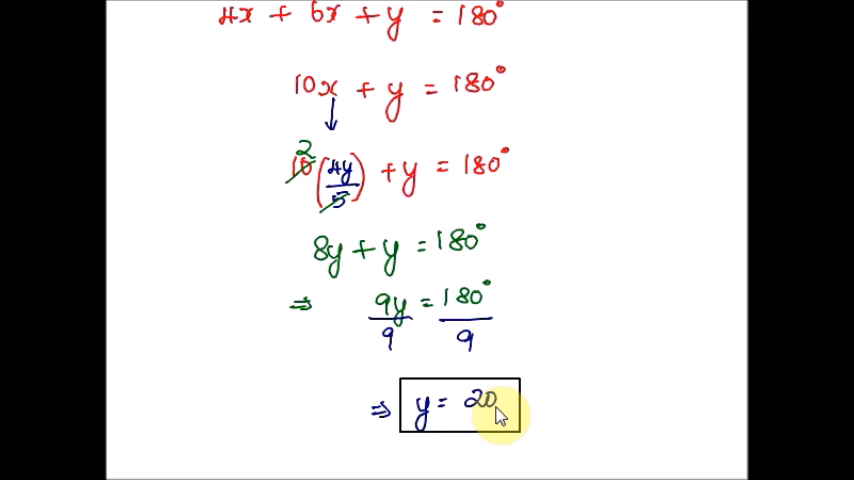 4x + 6x + y = 180°
10x + y = 180°
2
10(4y/5) + y = 180°
8y + y = 180°
⇒ 9y/9 = 180°/9
⇒ y = 20